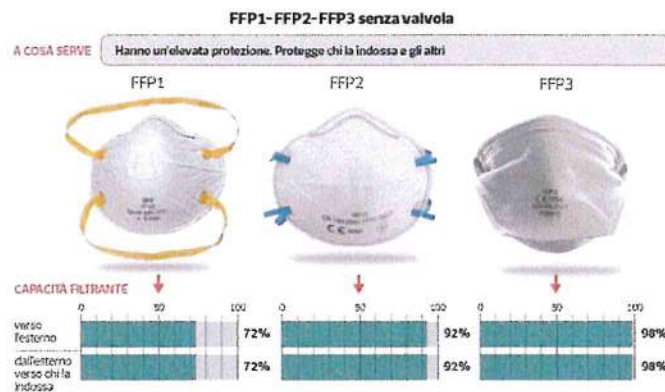 FFP1-FFP2-FFP3 senza valvola
A COSA SERVE
Hanno un'elevata protezione. Protegge chi la indossa e gli altri
FFP1 FFP2 FFP3
CAPACITÀ FILTRANTE
0 50 100 0 50 100 0 50 100
verso
l'esterno
72% 92% 98%
dall'esterno
verso chi la
indossa
72% 92% 98%